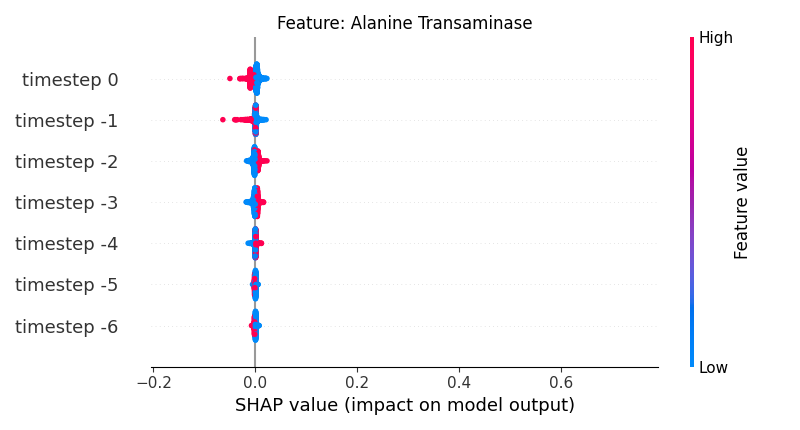 Feature: Alanine Transaminase
High
timestep 0
timestep -1
timestep -2
timestep -3
timestep -4
timestep -5
timestep -6
Feature value
Low
−0.2 0.0 0.2 0.4 0.6
SHAP value (impact on model output)